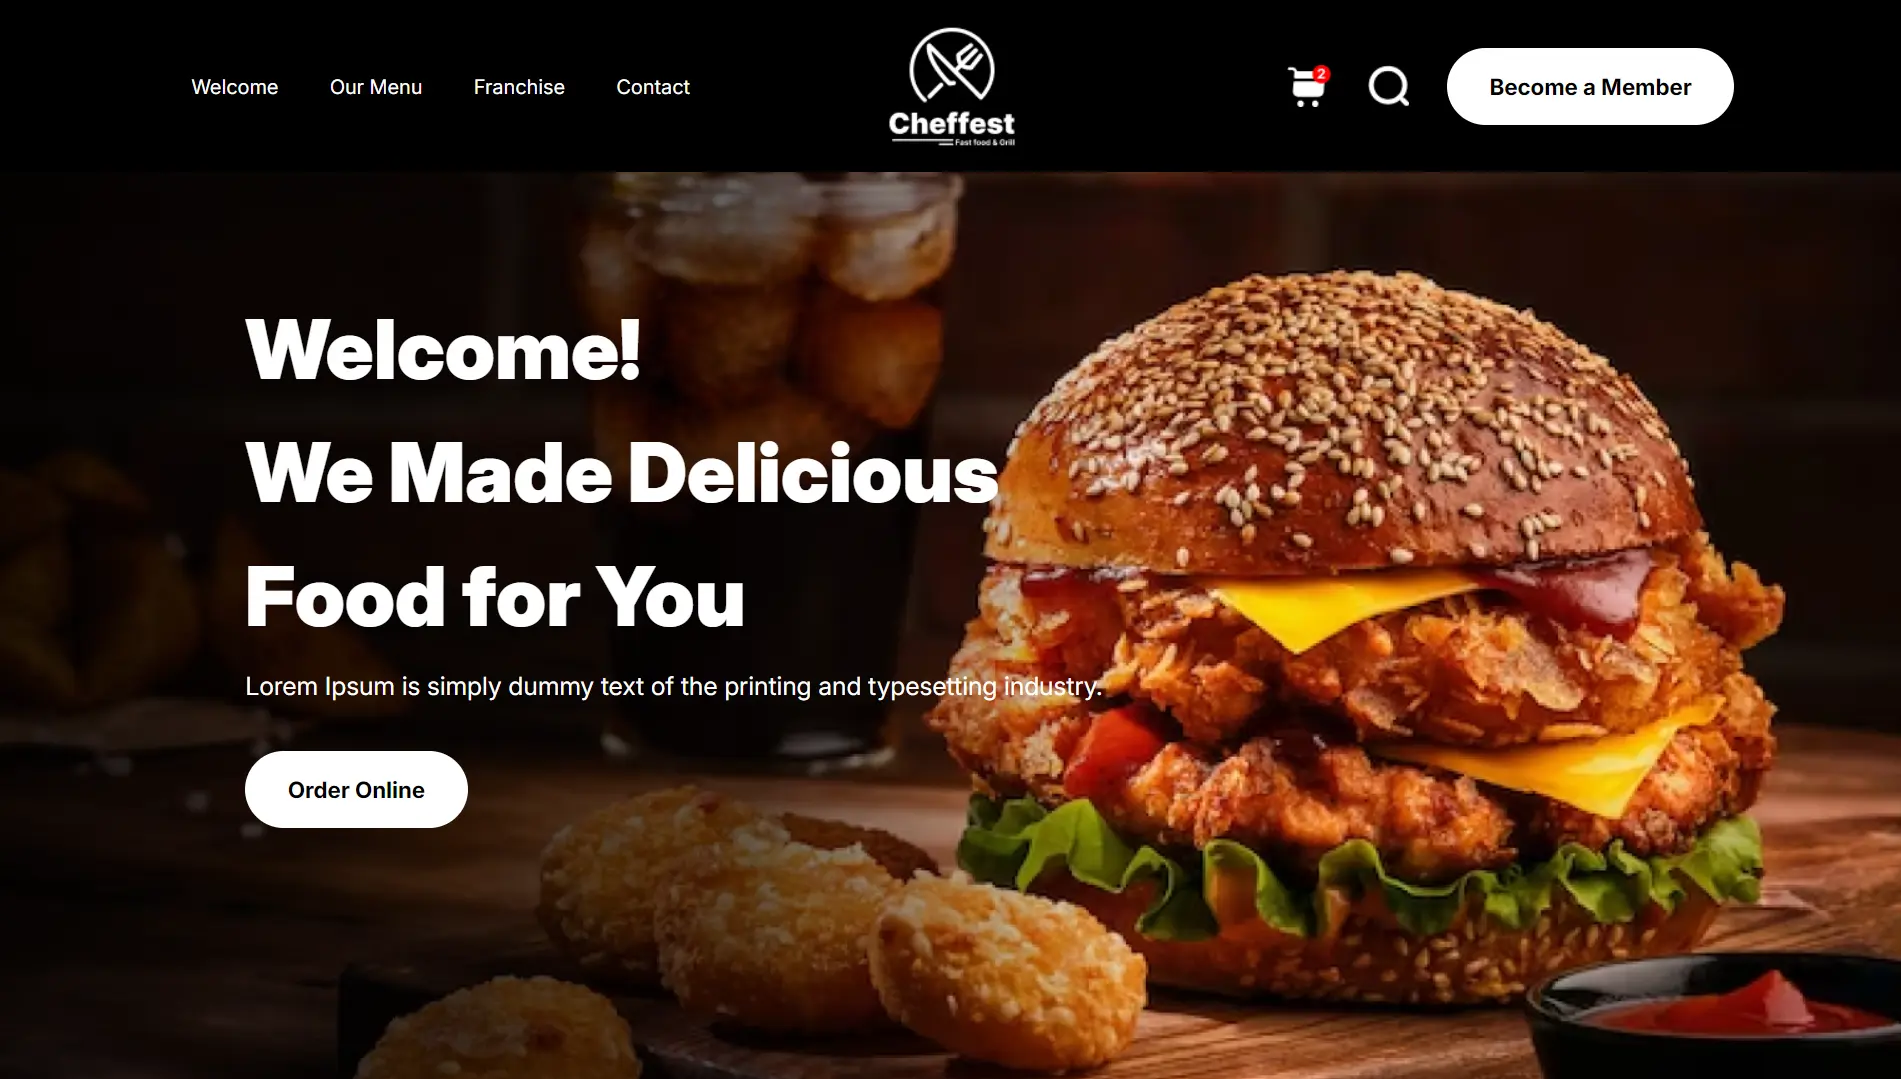 Welcome
Our Menu
Franchise
Contact
Cheffest
Fast food & Grill
2
Become a Member
Welcome!
We Made Delicious
Food for You
Lorem Ipsum is simply dummy text of the printing and typesetting industry.
Order Online